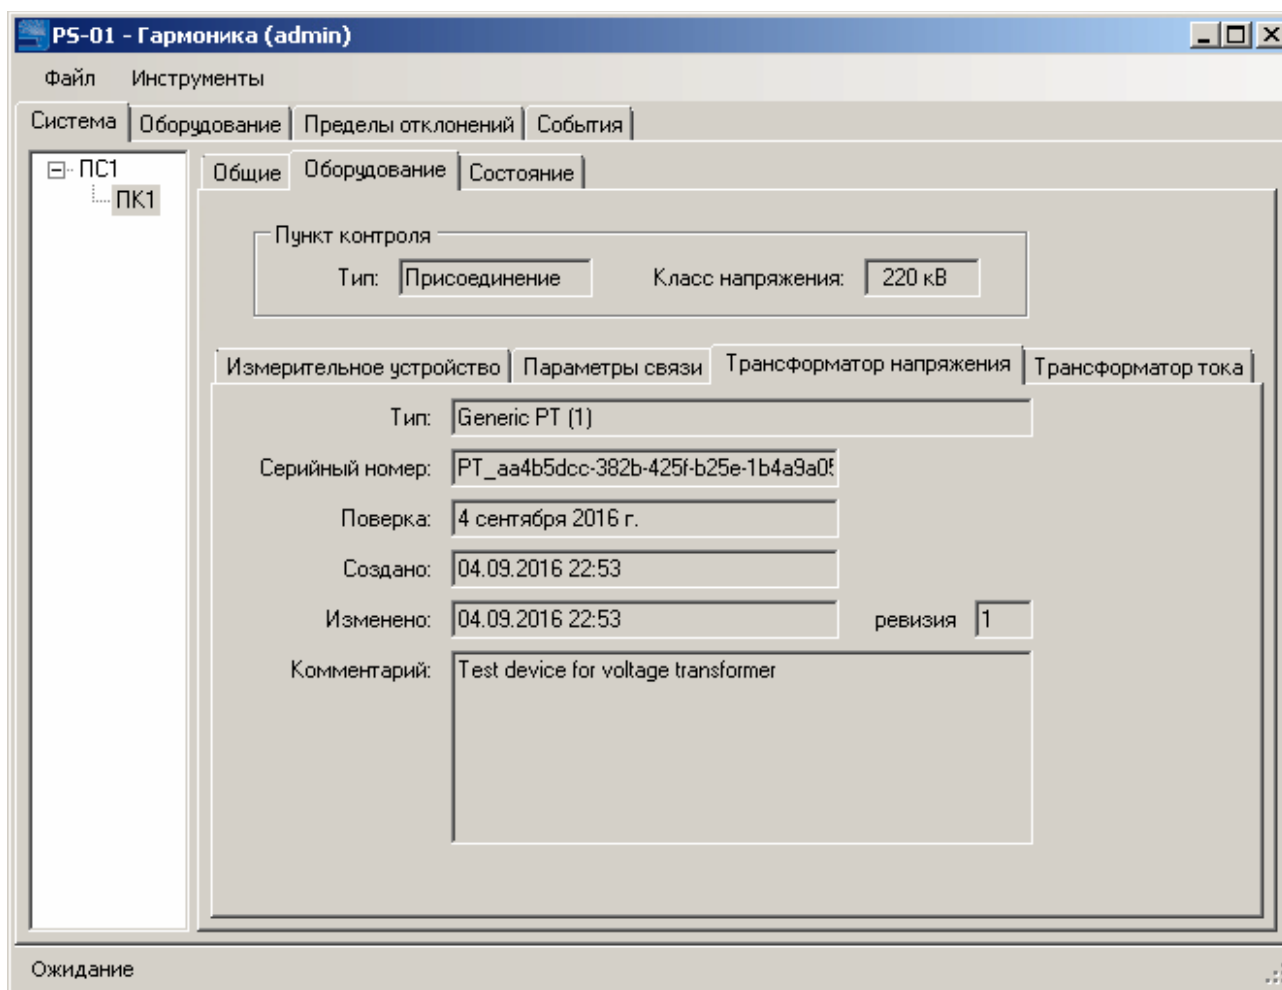 PS-01 - Гармоника (admin)
Файл Инструменты
Система Оборудование Пределы отклонений События
ПС1
ПК1
Общие Оборудование Состояние
Пункт контроля
Тип: Присоединение Класс напряжения: 220 кВ
Измерительное устройство Параметры связи Трансформатор напряжения Трансформатор тока
Тип: Generic PT (1)
Серийный номер: PT_aa4b5dcc-382b-425f-b25e-1b4a9a05
Поверка: 4 сентября 2016 г.
Создано: 04.09.2016 22:53
Изменено: 04.09.2016 22:53 ревизия 1
Комментарий: Test device for voltage transformer
Ожидание